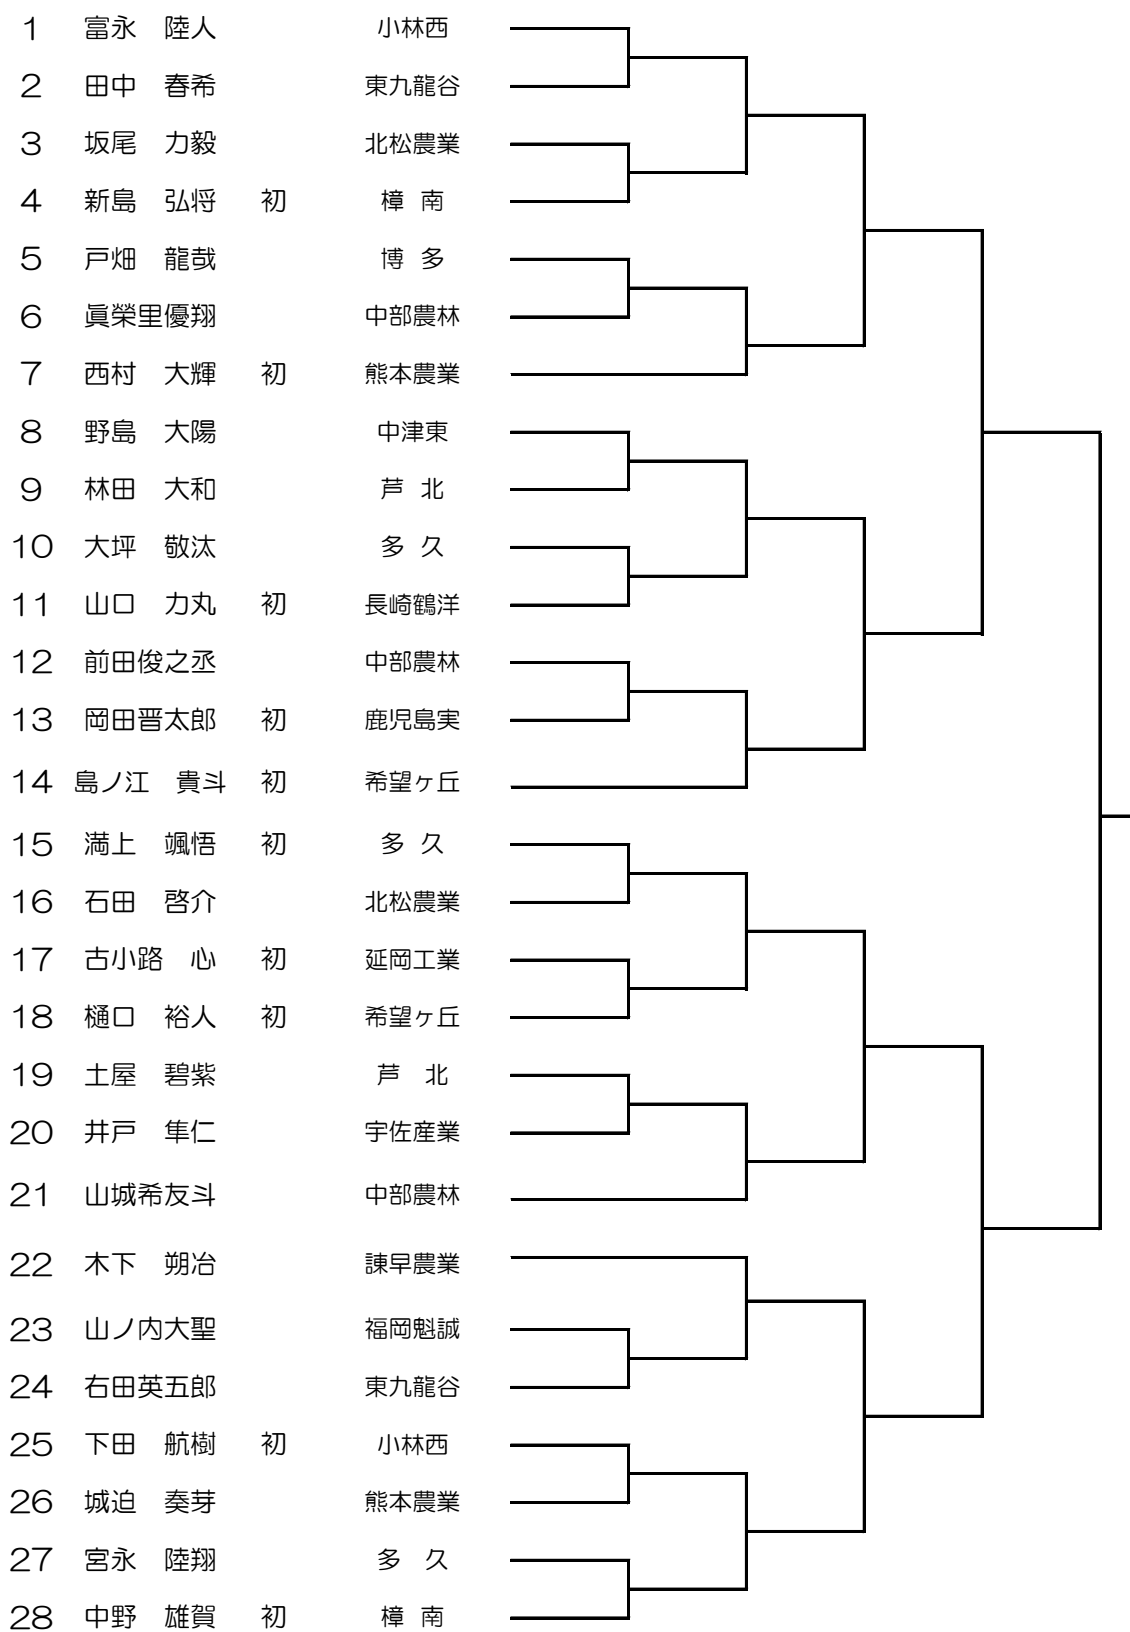 1 富永 陸人 小林西
2 田中 春希 東九龍谷
3 坂尾 力毅 北松農業
4 新島 弘将 初 樟 南
5 戸畑 龍哉 博 多
6 眞榮里優翔 中部農林
7 西村 大輝 初 熊本農業
8 野島 大陽 中津東
9 林田 大和 芦 北
10 大坪 敬汰 多 久
11 山口 力丸 初 長崎鶴洋
12 前田俊之丞 中部農林
13 岡田晋太郎 初 鹿児島実
14 島ノ江 貴斗 初 希望ヶ丘
15 満上 颯悟 初 多 久
16 石田 啓介 北松農業
17 古小路 心 初 延岡工業
18 樋口 裕人 初 希望ヶ丘
19 土屋 碧紫 芦 北
20 井戸 隼仁 宇佐産業
21 山城希友斗 中部農林
22 木下 朔冶 諫早農業
23 山ノ内大聖 福岡魁誠
24 右田英五郎 東九龍谷
25 下田 航樹 初 小林西
26 城迫 奏芽 熊本農業
27 宮永 陸翔 多 久
28 中野 雄賀 初 樟 南